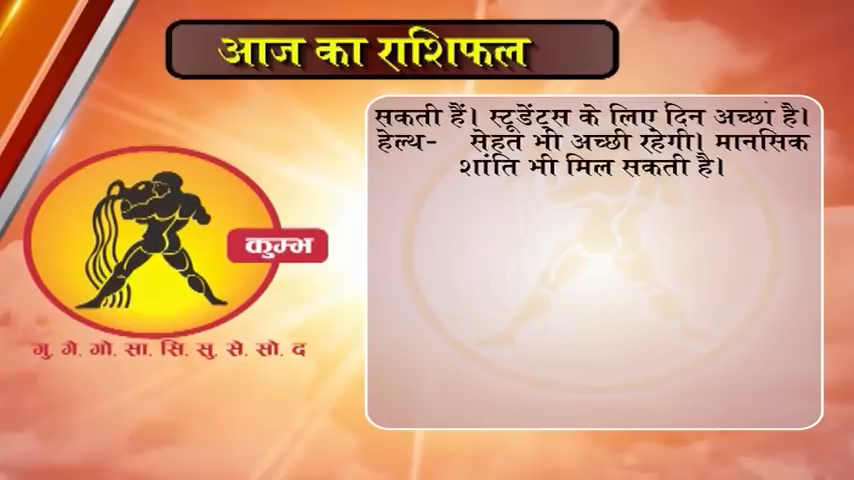 आज का राशिफल
सकती हैं। स्टूडेंट्स के लिए दिन अच्छा है।
हेल्थ- सेहत भी अच्छी रहेगी। मानसिक
शांति भी मिल सकती है।
कुम्भ
गु. गे. गो. सा. सि. सु. से. सो. द